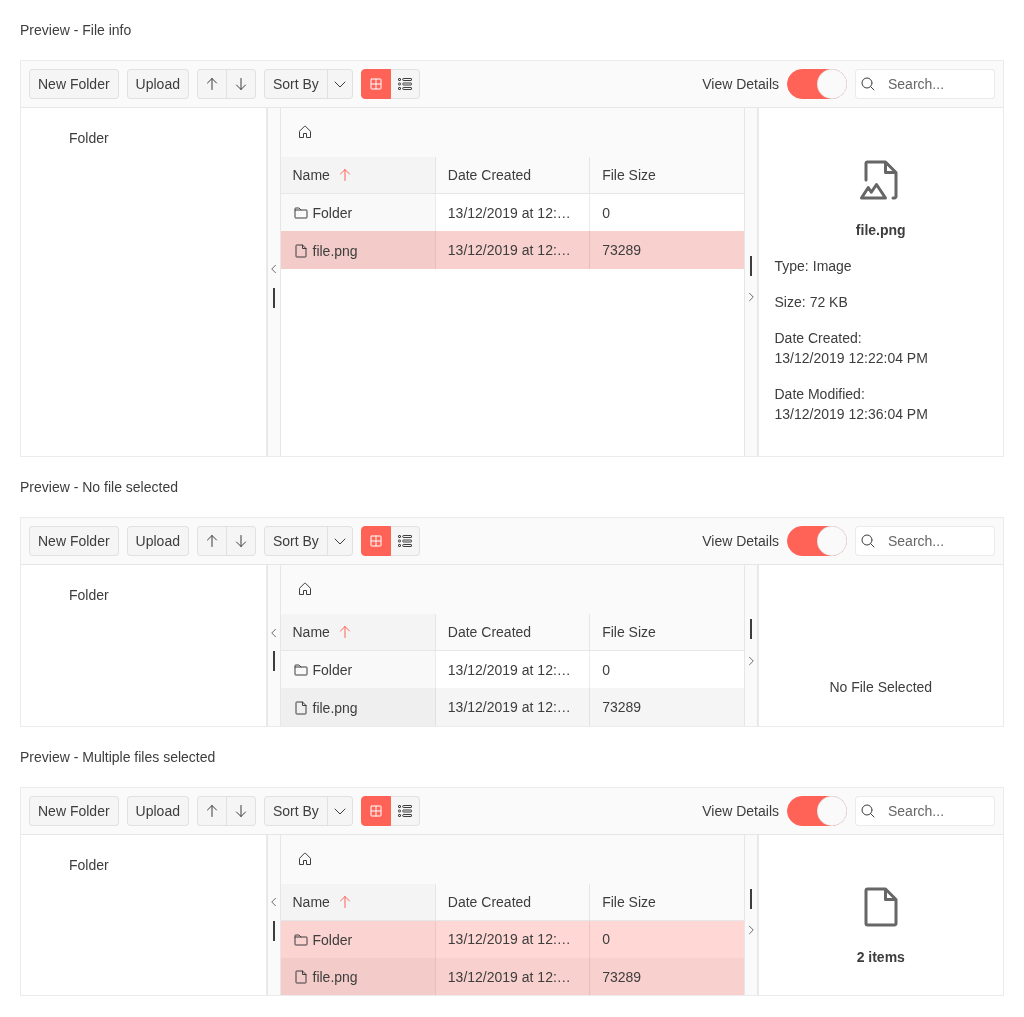 Preview - File info
New Folder Upload Sort By View Details Search...
Folder
Name Date Created File Size
Folder 13/12/2019 at 12:... 0
file.png 13/12/2019 at 12:... 73289
file.png
Type: Image
Size: 72 KB
Date Created:
13/12/2019 12:22:04 PM
Date Modified:
13/12/2019 12:36:04 PM
Preview - No file selected
New Folder Upload Sort By View Details Search...
Folder
Name Date Created File Size
Folder 13/12/2019 at 12:... 0
file.png 13/12/2019 at 12:... 73289
No File Selected
Preview - Multiple files selected
New Folder Upload Sort By View Details Search...
Folder
Name Date Created File Size
Folder 13/12/2019 at 12:... 0
file.png 13/12/2019 at 12:... 73289
2 items